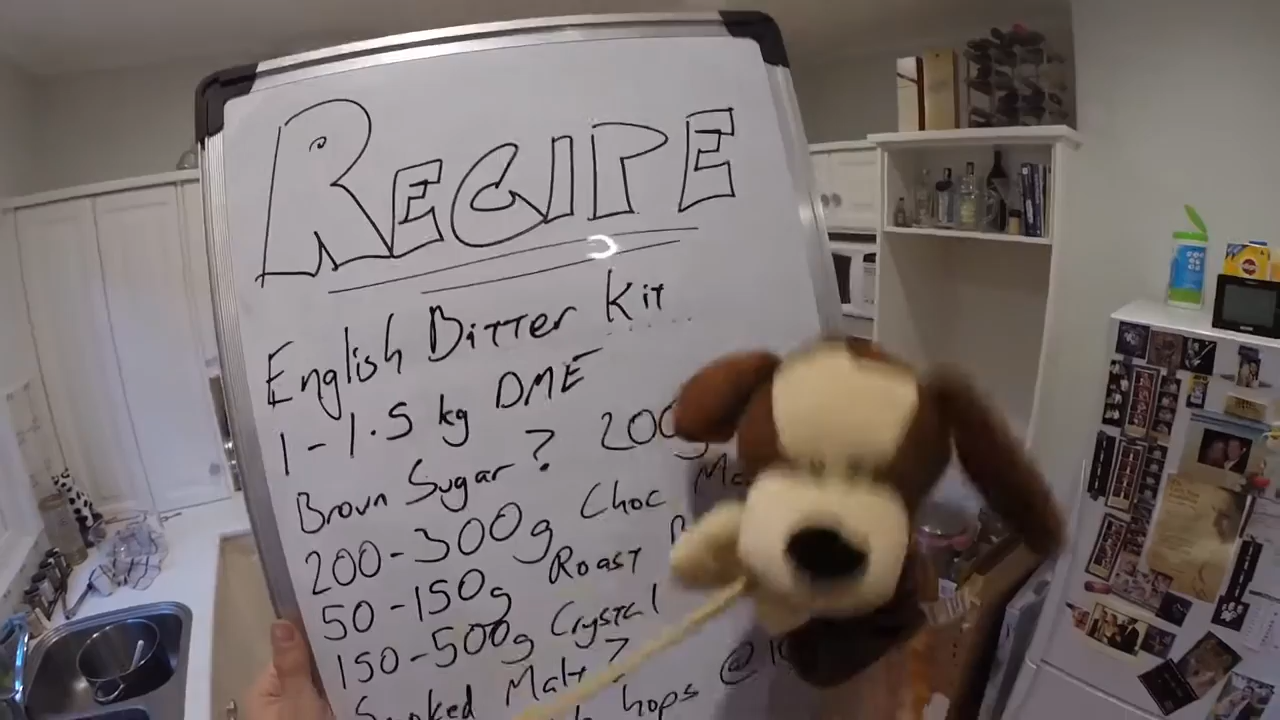 RECIPE
English Bitter Kit
1-1.5 kg DME
Brown Sugar? 200g
200-300g Choc
50-150g Roast
150-500g Crystal
Smoked Malt?
hops @